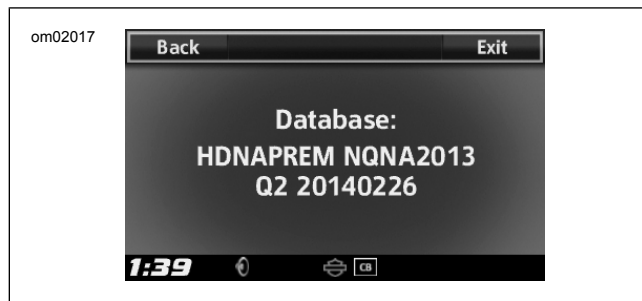 om02017
Back Exit
Database:
HDNAPREM NQNA2013
Q2 20140226
1:39 CB